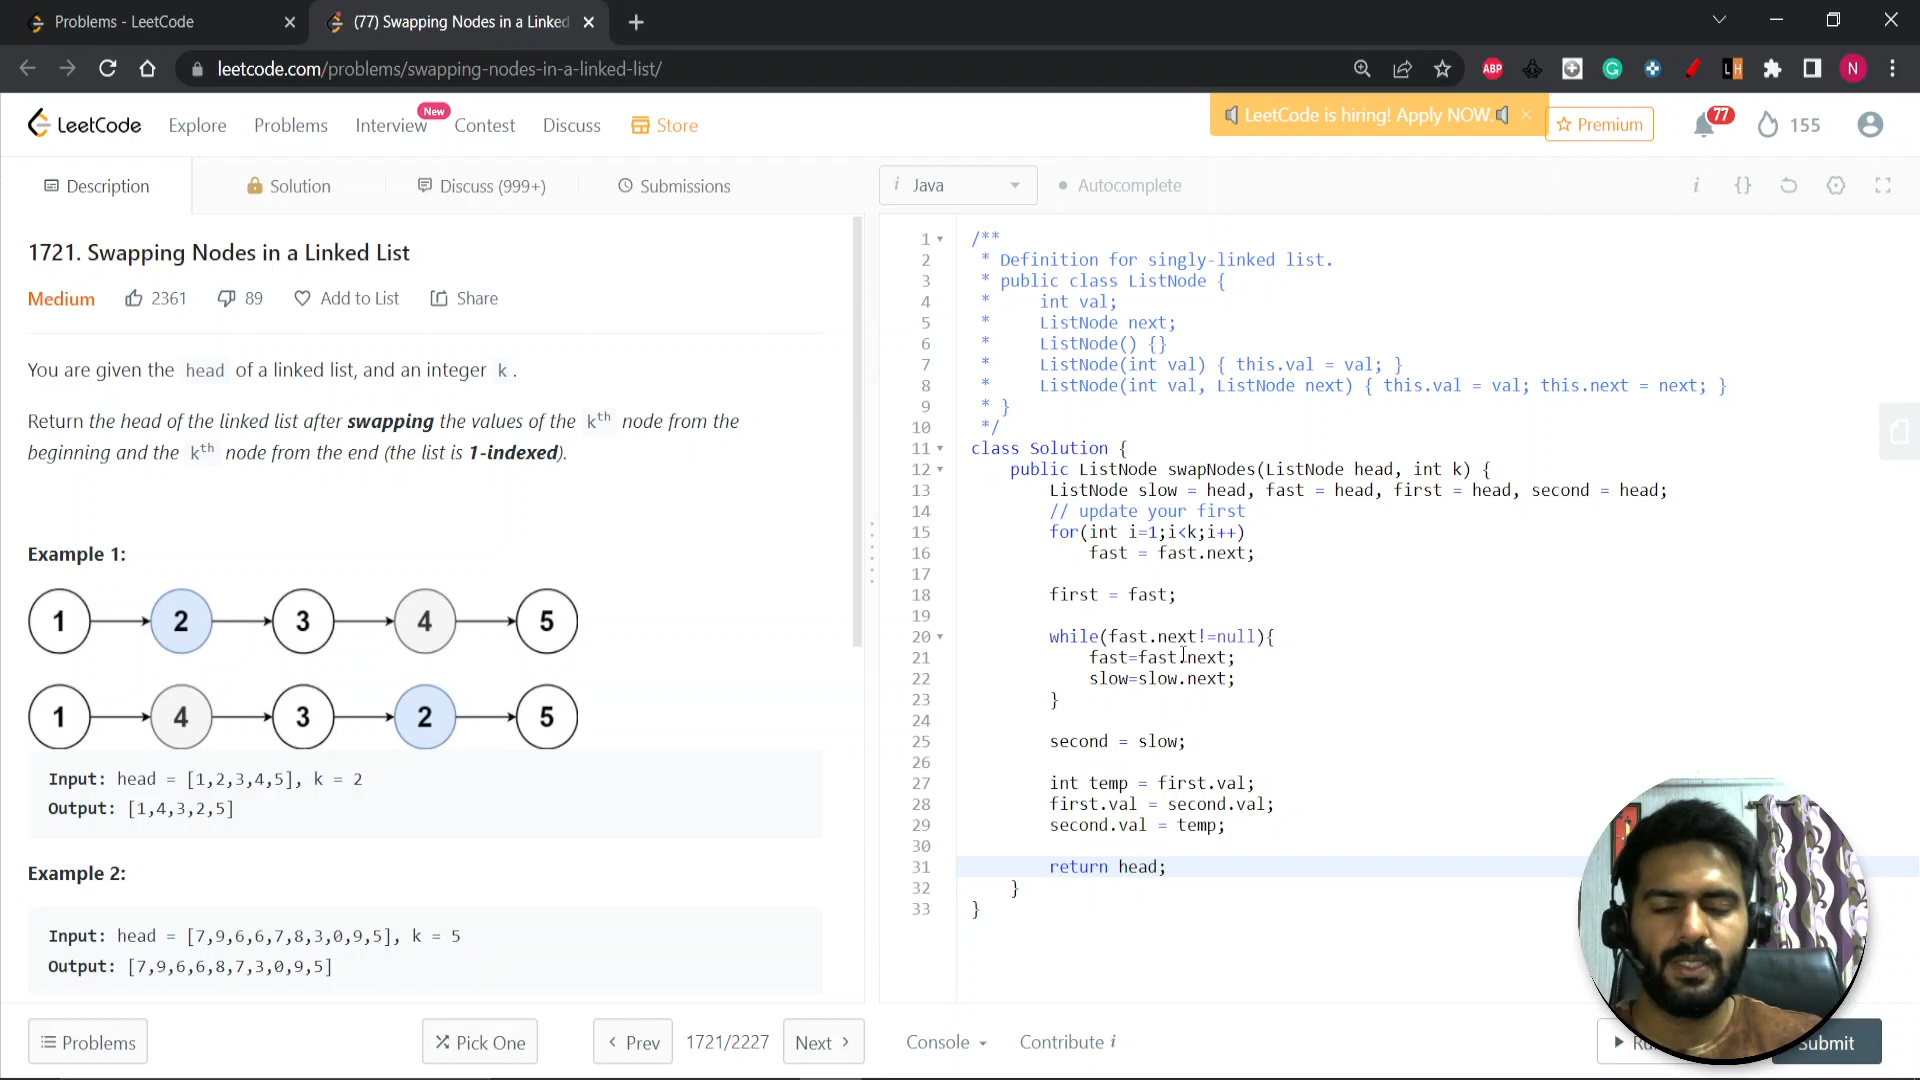 Problems - LeetCode
(77) Swapping Nodes in a Linked
leetcode.com/problems/swapping-nodes-in-a-linked-list/
ABP
LH
N
LeetCode
Explore
Problems
Interview
New
Contest
Discuss
Store
LeetCode is hiring! Apply NOW.
Premium
77
155
Description
Solution
Discuss (999+)
Submissions
i Java
Autocomplete
i
{}
1721. Swapping Nodes in a Linked List
Medium
2361
89
Add to List
Share
You are given the head of a linked list, and an integer k .
Return the head of the linked list after swapping the values of the kth node from the
beginning and the kth node from the end (the list is 1-indexed).
Example 1:
1 2 3 4 5
1 4 3 2 5
Input: head = [1,2,3,4,5], k = 2
Output: [1,4,3,2,5]
Example 2:
Input: head = [7,9,6,6,7,8,3,0,9,5], k = 5
Output: [7,9,6,6,8,7,3,0,9,5]
Problems
Pick One
Prev
1721/2227
Next
1 /**
2 * Definition for singly-linked list.
3 * public class ListNode {
4 * int val;
5 * ListNode next;
6 * ListNode() {}
7 * ListNode(int val) { this.val = val; }
8 * ListNode(int val, ListNode next) { this.val = val; this.next = next; }
9 * }
10 */
11 class Solution {
12 public ListNode swapNodes(ListNode head, int k) {
13 ListNode slow = head, fast = head, first = head, second = head;
14 // update your first
15 for(int i=1;i<k;i++)
16 fast = fast.next;
17
18 first = fast;
19
20 while(fast.next!=null){
21 fast=fast.next;
22 slow=slow.next;
23 }
24
25 second = slow;
26
27 int temp = first.val;
28 first.val = second.val;
29 second.val = temp;
30
31 return head;
32 }
33 }
Console
Contribute i
Submit